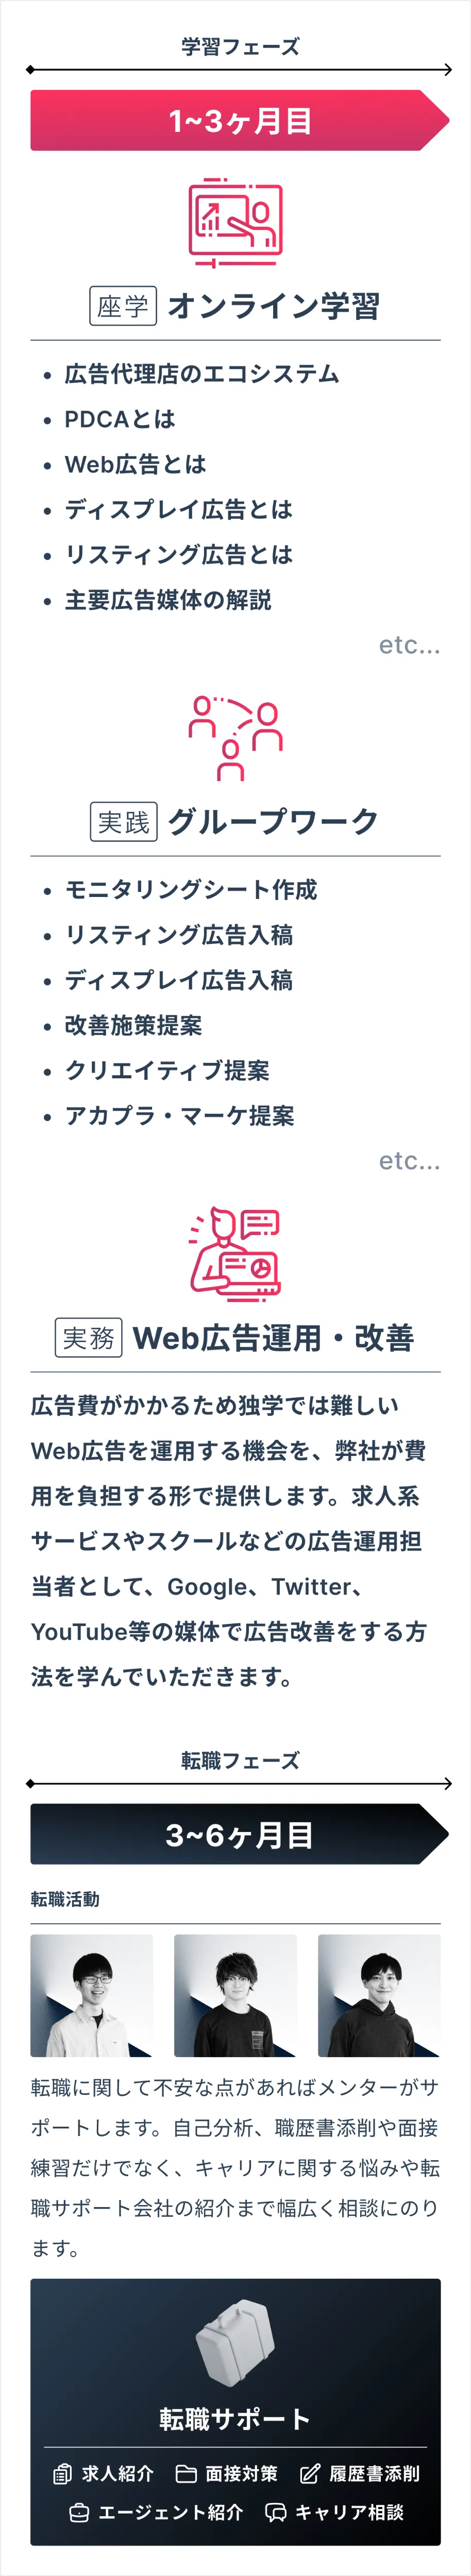 学習フェーズ
1~3ヶ月目
座学 オンライン学習
• 広告代理店のエコシステム
• PDCAとは
• Web広告とは
• ディスプレイ広告とは
• リスティング広告とは
• 主要広告媒体の解説
etc...
実践 グループワーク
• モニタリングシート作成
• リスティング広告入稿
• ディスプレイ広告入稿
• 改善施策提案
• クリエイティブ提案
• アカプラ・マーケ提案
etc...
実務 Web広告運用・改善
広告費がかかるため独学では難しい
Web広告を運用する機会を、弊社が費
用を負担する形で提供します。求人系
サービスやスクールなどの広告運用担
当者として、Google、Twitter、
YouTube等の媒体で広告改善をする方
法を学んでいただきます。
転職フェーズ
3~6ヶ月目
転職活動
転職に関して不安な点があればメンターがサ
ポートします。自己分析、職歴書添削や面接
練習だけでなく、キャリアに関する悩みや転
職サポート会社の紹介まで幅広く相談にのり
ます。
転職サポート
求人紹介 面接対策 履歴書添削
エージェント紹介 キャリア相談